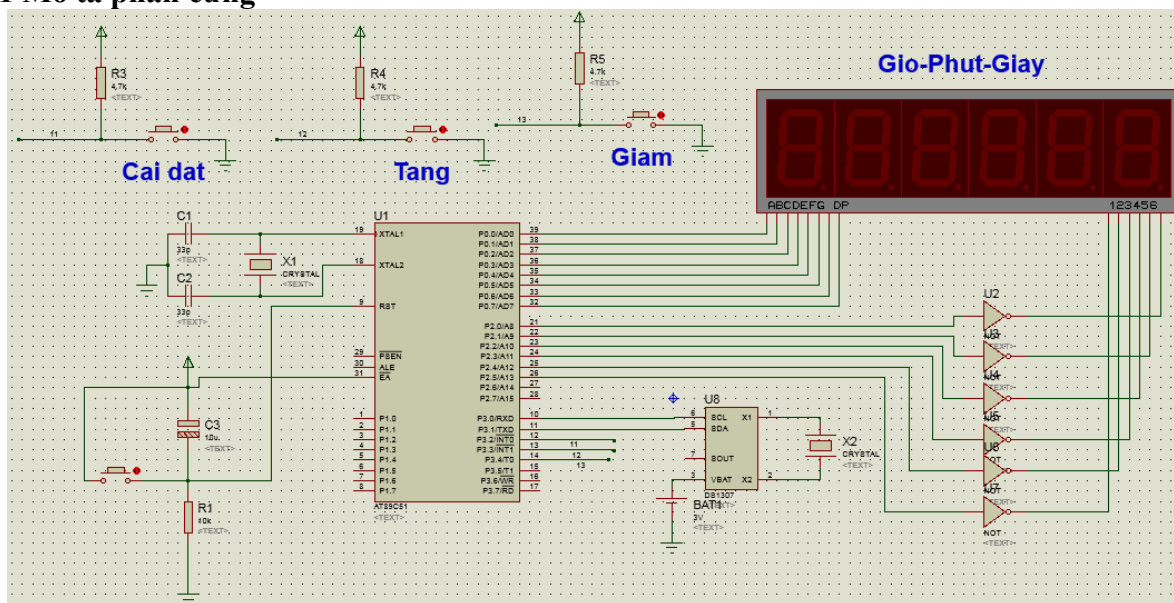 Gio-Phut-Giay
R3
4.7k
<TEXT>
R4
4.7k
<TEXT>
R5
4.7k
<TEXT>
11
12
13
Cai dat
Tang
Giam
ABCDEFG DP
123456
C1
33p
<TEXT>
C2
33p
<TEXT>
X1
CRYSTAL
<TEXT>
U1
19
XTAL1
18
XTAL2
9
RST
29
PSEN
30
ALE
31
EA
1
P1.0
2
P1.1
3
P1.2
4
P1.3
5
P1.4
6
P1.5
7
P1.6
8
P1.7
P0.0/AD0
39
P0.1/AD1
38
P0.2/AD2
37
P0.3/AD3
36
P0.4/AD4
35
P0.5/AD5
34
P0.6/AD6
33
P0.7/AD7
32
P2.0/A8
21
P2.1/A9
22
P2.2/A10
23
P2.3/A11
24
P2.4/A12
25
P2.5/A13
26
P2.6/A14
27
P2.7/A15
28
P3.0/RXD
10
P3.1/TXD
11
P3.2/INT0
12
P3.3/INT1
13
P3.4/T0
14
P3.5/T1
15
P3.6/WR
16
P3.7/RD
17
AT89C51
<TEXT>
11
12
13
C3
10u
<TEXT>
R1
10k
<TEXT>
U8
6
SCL
5
SDA
7
SOUT
3
VBAT
X1
1
X2
2
DS1307
BAT1
3V
<TEXT>
X2
CRYSTAL
<TEXT>
U2
U3
U4
U5
U6
U7
NOT
<TEXT>